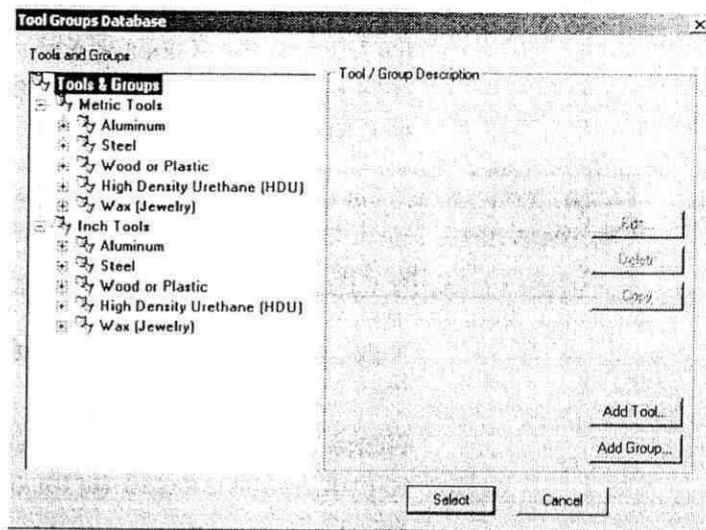 Tool Groups Database
Tools and Groups
Tools & Groups
Metric Tools
Aluminum
Steel
Wood or Plastic
High Density Urethane (HDU)
Wax (Jewelry)
Inch Tools
Aluminum
Steel
Wood or Plastic
High Density Urethane (HDU)
Wax (Jewelry)
Tool / Group Description
Edit...
Delete
Copy
Add Tool...
Add Group...
Select
Cancel